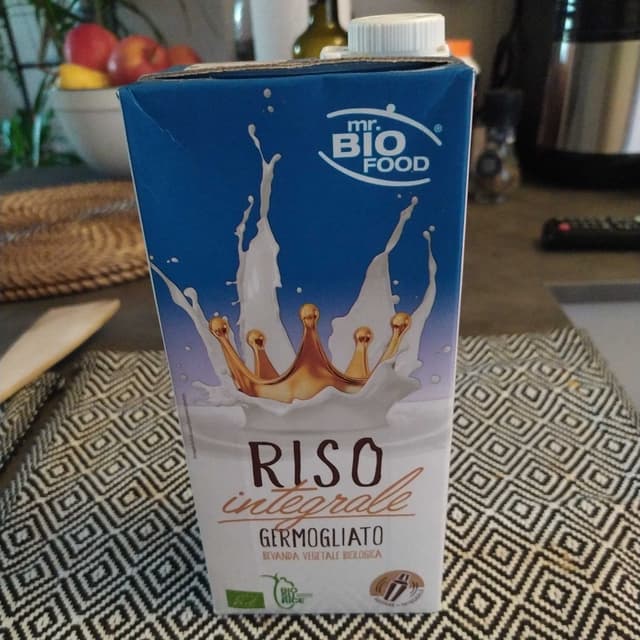 mr.
BIO
FOOD
®
RISO
integrale
GERMOGLIATO
BEVANDA VEGETALE BIOLOGICA